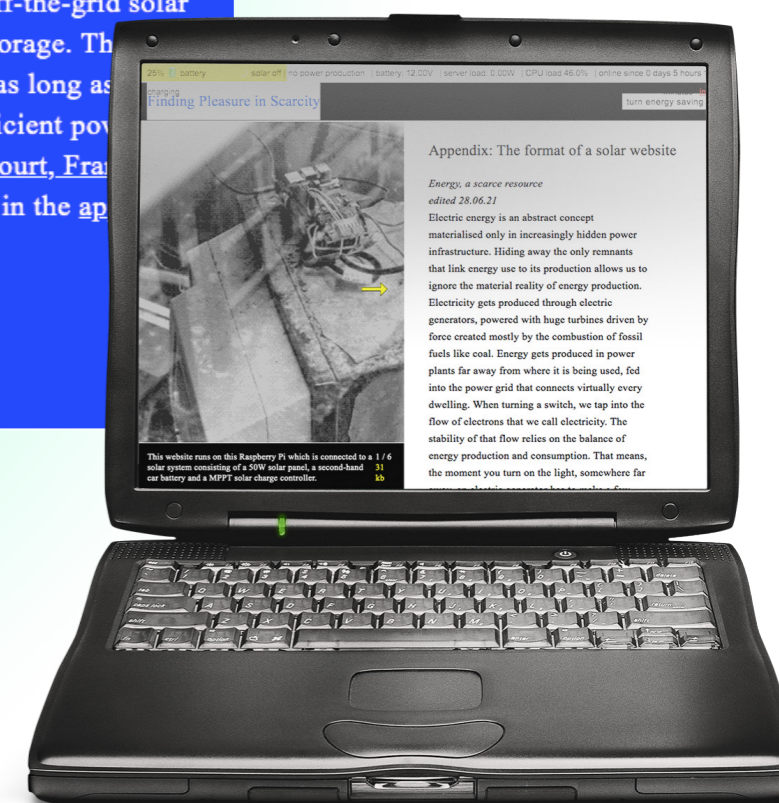 ff-the-grid solar
orage. Th
as long as
icient pow
ourt, Fran
in the ap
25% battery solar off | no power production | battery: 12.00V | server load: 0.00W | CPU load 46.0% | online since 0 days 5 hours
charging
Finding Pleasure in Scarcity
turn energy saving
Appendix: The format of a solar website
Energy, a scarce resource
edited 28.06.21
Electric energy is an abstract concept
materialised only in increasingly hidden power
infrastructure. Hiding away the only remnants
that link energy use to its production allows us to
ignore the material reality of energy production.
Electricity gets produced through electric
generators, powered with huge turbines driven by
force created mostly by the combustion of fossil
fuels like coal. Energy gets produced in power
plants far away from where it is being used, fed
into the power grid that connects virtually every
dwelling. When turning a switch, we tap into the
flow of electrons that we call electricity. The
stability of that flow relies on the balance of
energy production and consumption. That means,
the moment you turn on the light, somewhere far
This website runs on this Raspberry Pi which is connected to a 1 / 6
solar system consisting of a 50W solar panel, a second-hand 31
car battery and a MPPT solar charge controller. kb